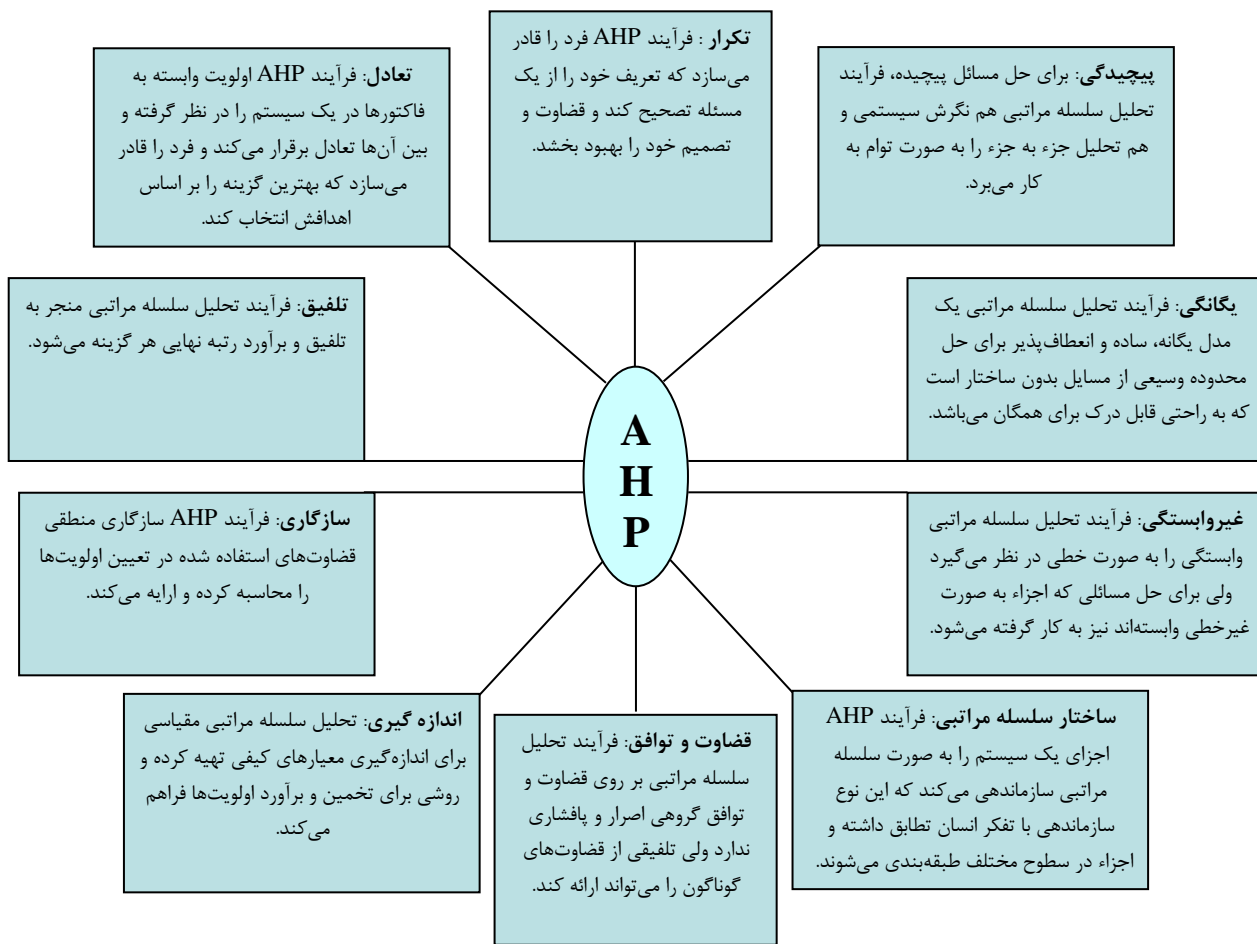 تکرار : فرآیند AHP فرد را قادر
می‌سازد که تعریف خود را از یک
مسئله تصحیح کند و قضاوت و
تصمیم خود را بهبود بخشد.
پیچیدگی: برای حل مسائل پیچیده، فرآیند
تحلیل سلسله مراتبی هم نگرش سیستمی و
هم تحلیل جزء به جزء را به صورت توام به
کار می‌برد.
تعادل: فرآیند AHP اولویت وابسته به
فاکتورها در یک سیستم را در نظر گرفته و
بین آن‌ها تعادل برقرار می‌کند و فرد را قادر
می‌سازد که بهترین گزینه را بر اساس
اهدافش انتخاب کند.
یگانگی: فرآیند تحلیل سلسله مراتبی یک
مدل یگانه، ساده و انعطاف‌پذیر برای حل
محدوده وسیعی از مسایل بدون ساختار است
که به راحتی قابل درک برای همگان می‌باشد.
تلفیق: فرآیند تحلیل سلسله مراتبی منجر به
تلفیق و برآورد رتبه نهایی هر گزینه می‌شود.
A
H
P
غیروابستگی: فرآیند تحلیل سلسله مراتبی
وابستگی را به صورت خطی در نظر می‌گیرد
ولی برای حل مسائلی که اجزاء به صورت
غیرخطی وابسته‌اند نیز به کار گرفته می‌شود.
سازگاری: فرآیند AHP سازگاری منطقی
قضاوت‌های استفاده شده در تعیین اولویت‌ها
را محاسبه کرده و ارایه می‌کند.
ساختار سلسله مراتبی: فرآیند AHP
اجزای یک سیستم را به صورت سلسله
مراتبی سازماندهی می‌کند که این نوع
سازماندهی با تفکر انسان تطابق داشته و
اجزاء در سطوح مختلف طبقه‌بندی می‌شوند.
قضاوت و توافق: فرآیند تحلیل
سلسله مراتبی بر روی قضاوت و
توافق گروهی اصرار و پافشاری
ندارد ولی تلفیقی از قضاوت‌های
گوناگون را می‌تواند ارائه کند.
اندازه گیری: تحلیل سلسله مراتبی مقیاسی
برای اندازه‌گیری معیارهای کیفی تهیه کرده و
روشی برای تخمین و برآورد اولویت‌ها فراهم
می‌کند.